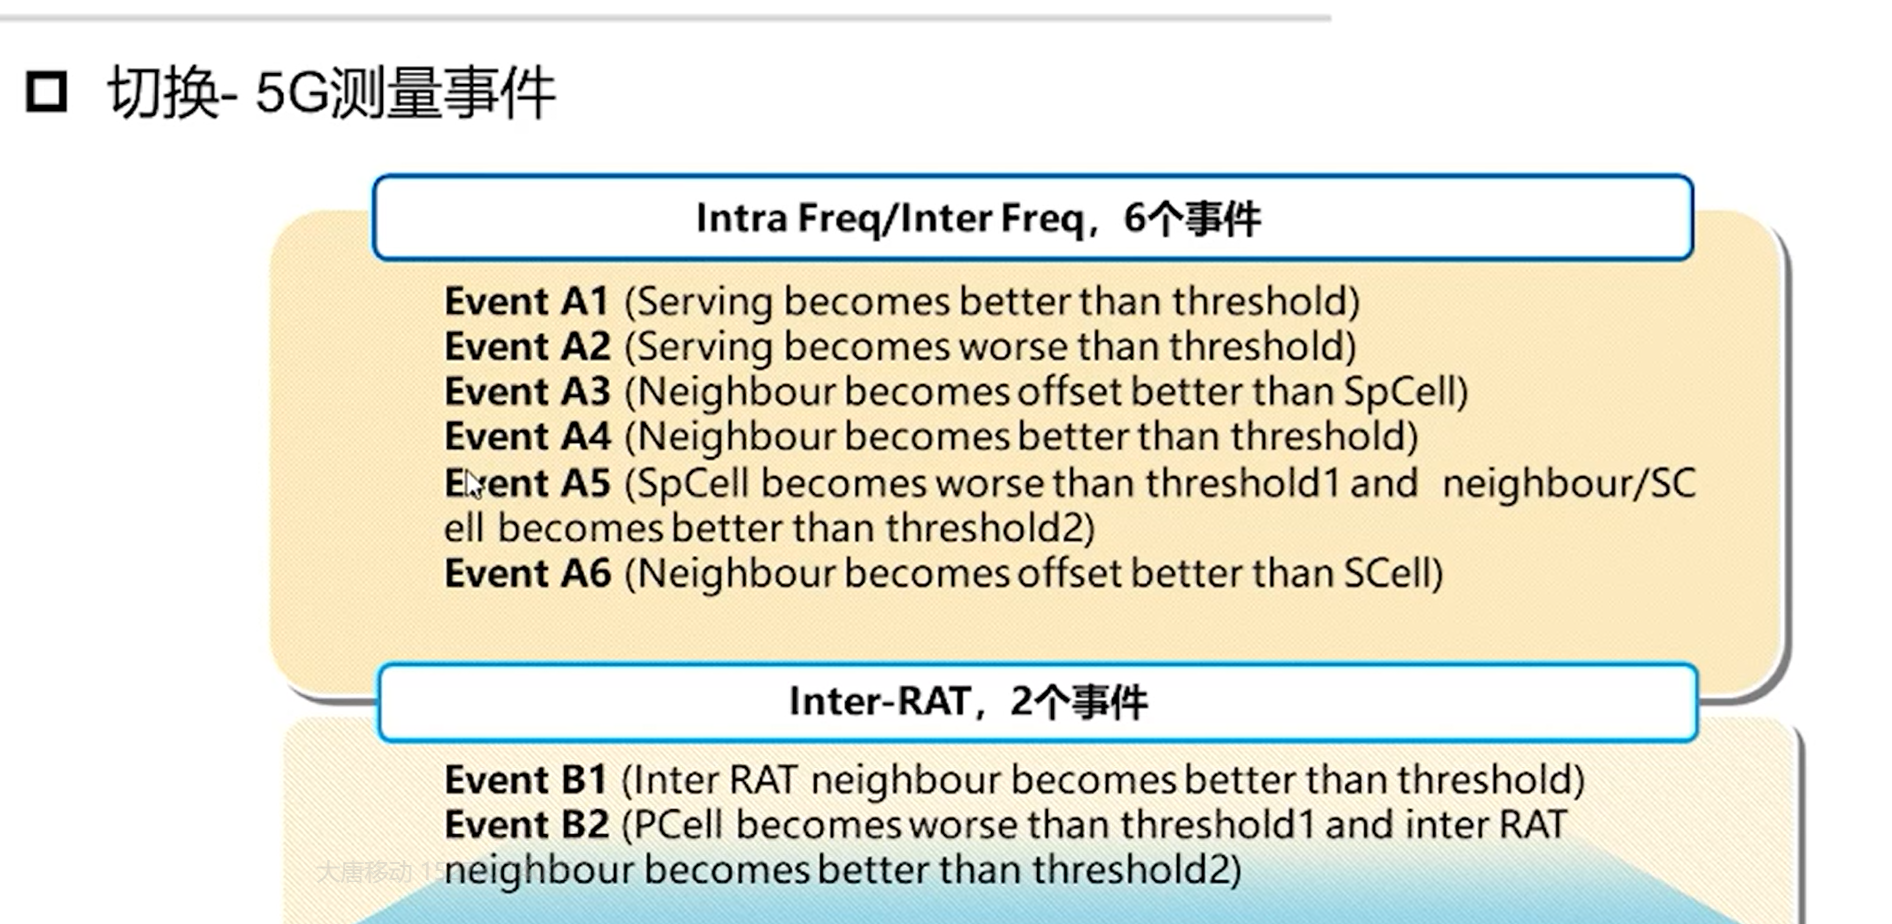 切换- 5G测量事件
Intra Freq/Inter Freq，6个事件
Event A1 (Serving becomes better than threshold)
Event A2 (Serving becomes worse than threshold)
Event A3 (Neighbour becomes offset better than SpCell)
Event A4 (Neighbour becomes better than threshold)
Event A5 (SpCell becomes worse than threshold1 and neighbour/SC
ell becomes better than threshold2)
Event A6 (Neighbour becomes offset better than SCell)
Inter-RAT，2个事件
Event B1 (Inter RAT neighbour becomes better than threshold)
Event B2 (PCell becomes worse than threshold1 and inter RAT
neighbour becomes better than threshold2)
大唐移动